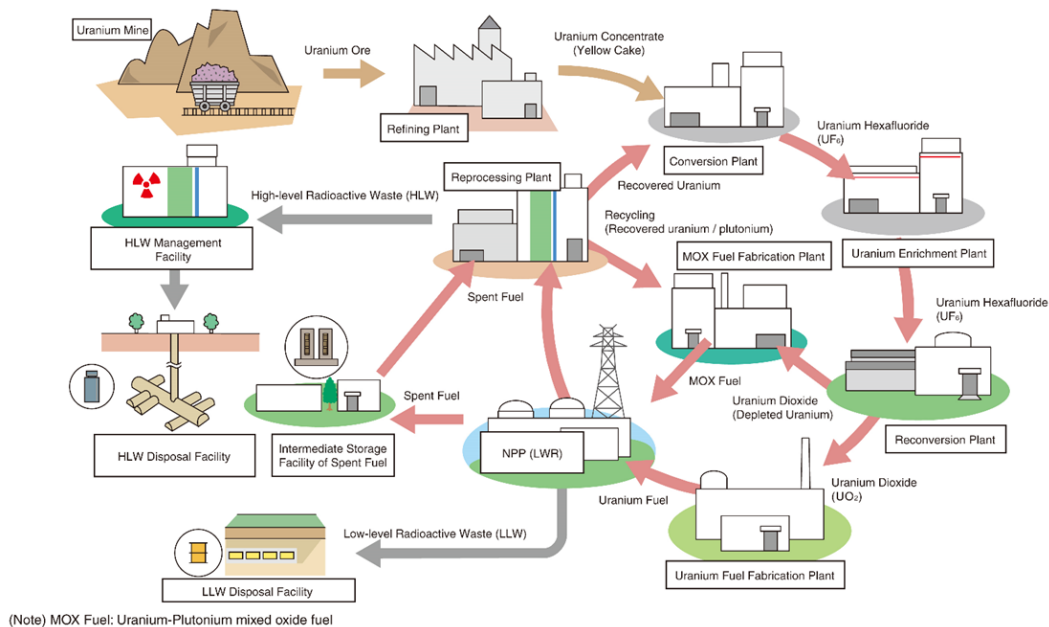 Uranium Mine
Uranium Ore
Refining Plant
Uranium Concentrate
(Yellow Cake)
Conversion Plant
Uranium Hexafluoride
(UF₆)
Uranium Enrichment Plant
Reprocessing Plant
Recovered Uranium
High-level Radioactive Waste (HLW)
HLW Management
Facility
Recycling
(Recovered uranium / plutonium)
MOX Fuel Fabrication Plant
Uranium Hexafluoride
(UF₆)
Spent Fuel
MOX Fuel
Uranium Dioxide
(Depleted Uranium)
Reconversion Plant
Spent Fuel
HLW Disposal Facility
Intermediate Storage
Facility of Spent Fuel
NPP (LWR)
Uranium Dioxide
(UO₂)
Uranium Fuel
Low-level Radioactive Waste (LLW)
Uranium Fuel Fabrication Plant
LLW Disposal Facility
(Note) MOX Fuel: Uranium-Plutonium mixed oxide fuel